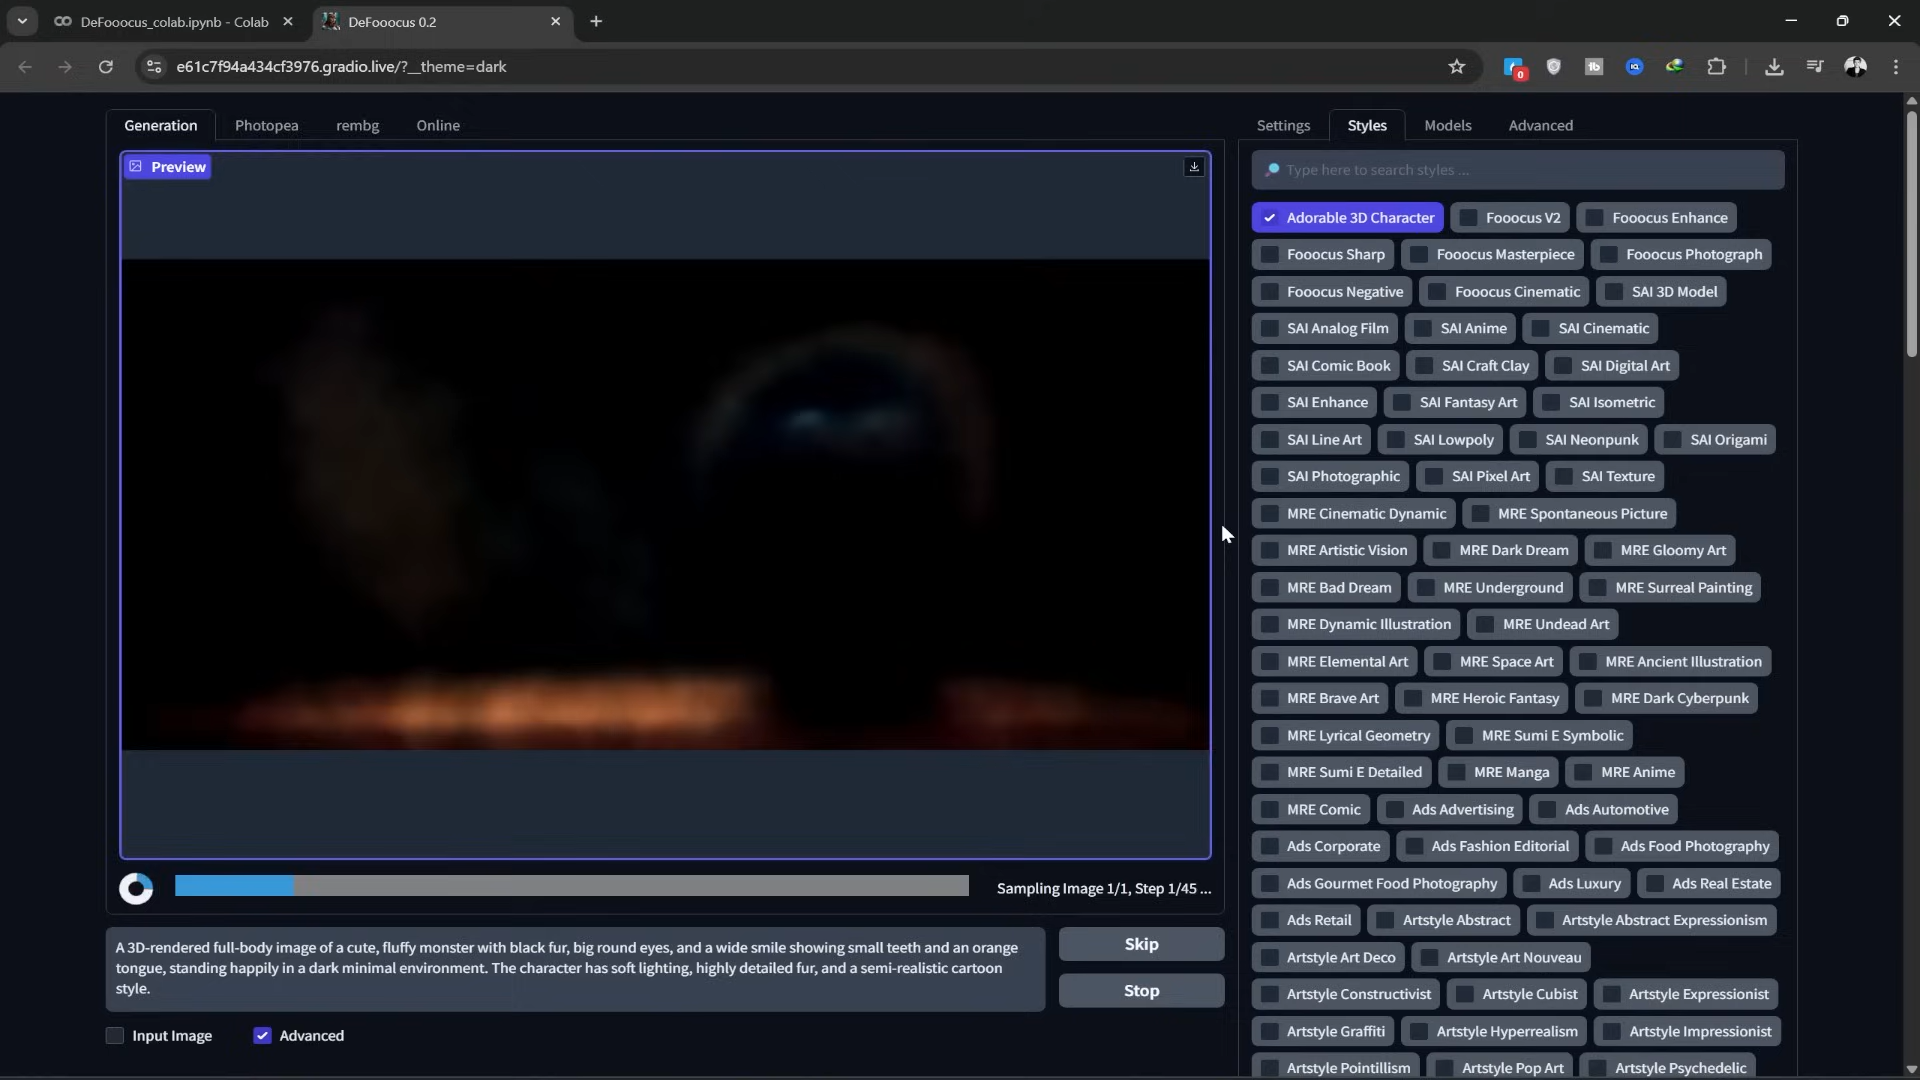 DeFooocus_colab.ipynb - Colab
DeFooocus 0.2
e61c7f94a434cf3976.gradio.live/?__theme=dark
0
Generation Photopea rembg Online
Preview
Sampling Image 1/1, Step 1/45 ...
A 3D-rendered full-body image of a cute, fluffy monster with black fur, big round eyes, and a wide smile showing small teeth and an orange
tongue, standing happily in a dark minimal environment. The character has soft lighting, highly detailed fur, and a semi-realistic cartoon
style.
Skip
Stop
Input Image Advanced
Settings Styles Models Advanced
Type here to search styles ...
Adorable 3D Character Fooocus V2 Fooocus Enhance
Fooocus Sharp Fooocus Masterpiece Fooocus Photograph
Fooocus Negative Fooocus Cinematic SAI 3D Model
SAI Analog Film SAI Anime SAI Cinematic
SAI Comic Book SAI Craft Clay SAI Digital Art
SAI Enhance SAI Fantasy Art SAI Isometric
SAI Line Art SAI Lowpoly SAI Neonpunk SAI Origami
SAI Photographic SAI Pixel Art SAI Texture
MRE Cinematic Dynamic MRE Spontaneous Picture
MRE Artistic Vision MRE Dark Dream MRE Gloomy Art
MRE Bad Dream MRE Underground MRE Surreal Painting
MRE Dynamic Illustration MRE Undead Art
MRE Elemental Art MRE Space Art MRE Ancient Illustration
MRE Brave Art MRE Heroic Fantasy MRE Dark Cyberpunk
MRE Lyrical Geometry MRE Sumi E Symbolic
MRE Sumi E Detailed MRE Manga MRE Anime
MRE Comic Ads Advertising Ads Automotive
Ads Corporate Ads Fashion Editorial Ads Food Photography
Ads Gourmet Food Photography Ads Luxury Ads Real Estate
Ads Retail Artstyle Abstract Artstyle Abstract Expressionism
Artstyle Art Deco Artstyle Art Nouveau
Artstyle Constructivist Artstyle Cubist Artstyle Expressionist
Artstyle Graffiti Artstyle Hyperrealism Artstyle Impressionist
Artstyle Pointillism Artstyle Pop Art Artstyle Psychedelic